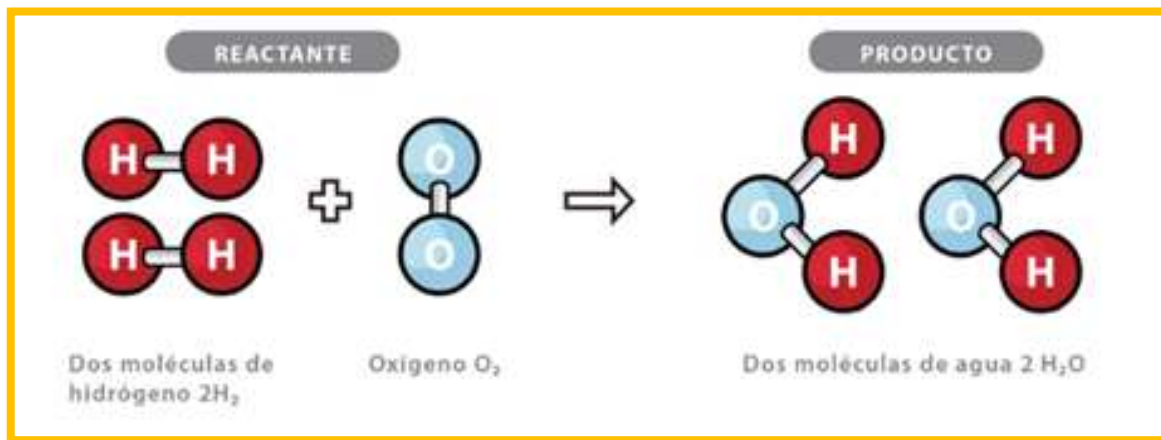 REACTANTE
PRODUCTO
H H
O
H
H
O
O
H H
O
H
H
Dos moléculas de
hidrógeno 2H₂
Oxígeno O₂
Dos moléculas de agua 2 H₂O